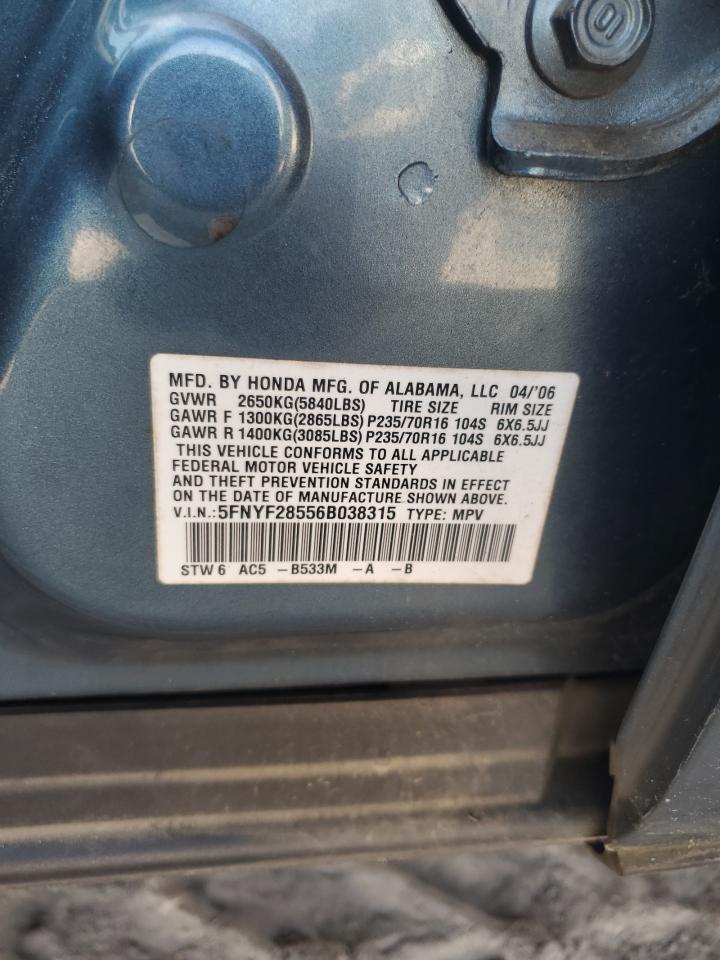 MFD. BY HONDA MFG. OF ALABAMA, LLC 04/'06
GVWR 2650KG(5840LBS) TIRE SIZE RIM SIZE
GAWR F 1300KG(2865LBS) P235/70R16 104S 6X6.5JJ
GAWR R 1400KG(3085LBS) P235/70R16 104S 6X6.5JJ
THIS VEHICLE CONFORMS TO ALL APPLICABLE
FEDERAL MOTOR VEHICLE SAFETY
AND THEFT PREVENTION STANDARDS IN EFFECT
ON THE DATE OF MANUFACTURE SHOWN ABOVE.
V.I.N.:5FNYF28556B038315 TYPE: MPV
STW 6 AC5 -B533M -A -B